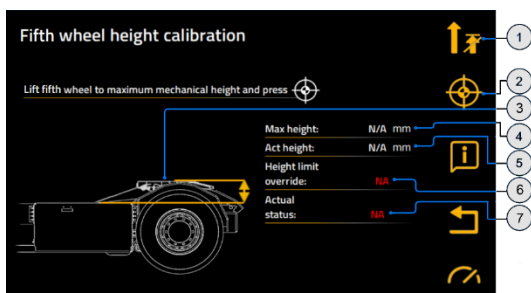 Fifth wheel height calibration
Lift fifth wheel to maximum mechanical height and press
Max height: N/A mm
Act height: N/A mm
Height limit
override: NA
Actual
status: NA
1
2
3
4
5
6
7